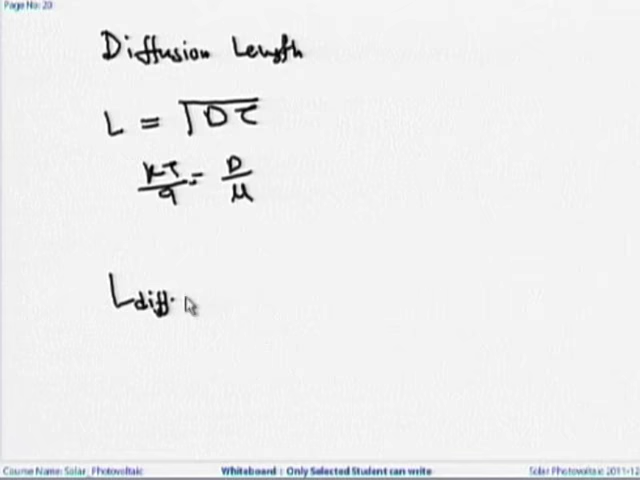 Page No: 20
Diffusion Length
L = √Dτ
kT/q = D/μ
Ldiff.
Course Name: Solar_Photovoltaic Whiteboard : Only Selected Student can write Solar Photovoltaic 2011-12